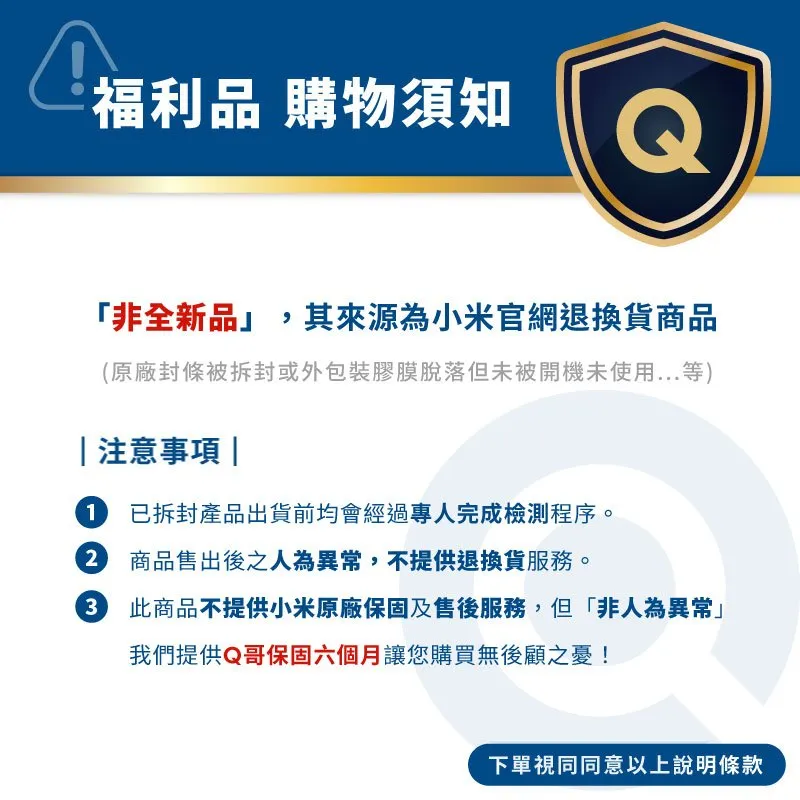 福利品 購物須知
Q
「非全新品」，其來源為小米官網退換貨商品
(原廠封條被拆封或外包裝膠膜脫落但未被開機未使用...等)
|注意事項|
1 已拆封產品出貨前均會經過專人完成檢測程序。
2 商品售出後之人為異常，不提供退換貨服務。
3 此商品不提供小米原廠保固及售後服務，但「非人為異常」
我們提供Q哥保固六個月讓您購買無後顧之憂！
下單視同同意以上說明條款